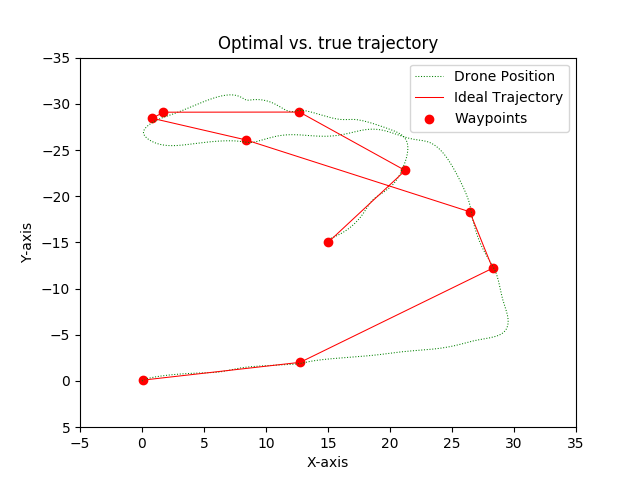 Optimal vs. true trajectory
Drone Position
Ideal Trajectory
Waypoints
Y-axis
−35
−30
−25
−20
−15
−10
−5
0
5
−5 0 5 10 15 20 25 30 35
X-axis